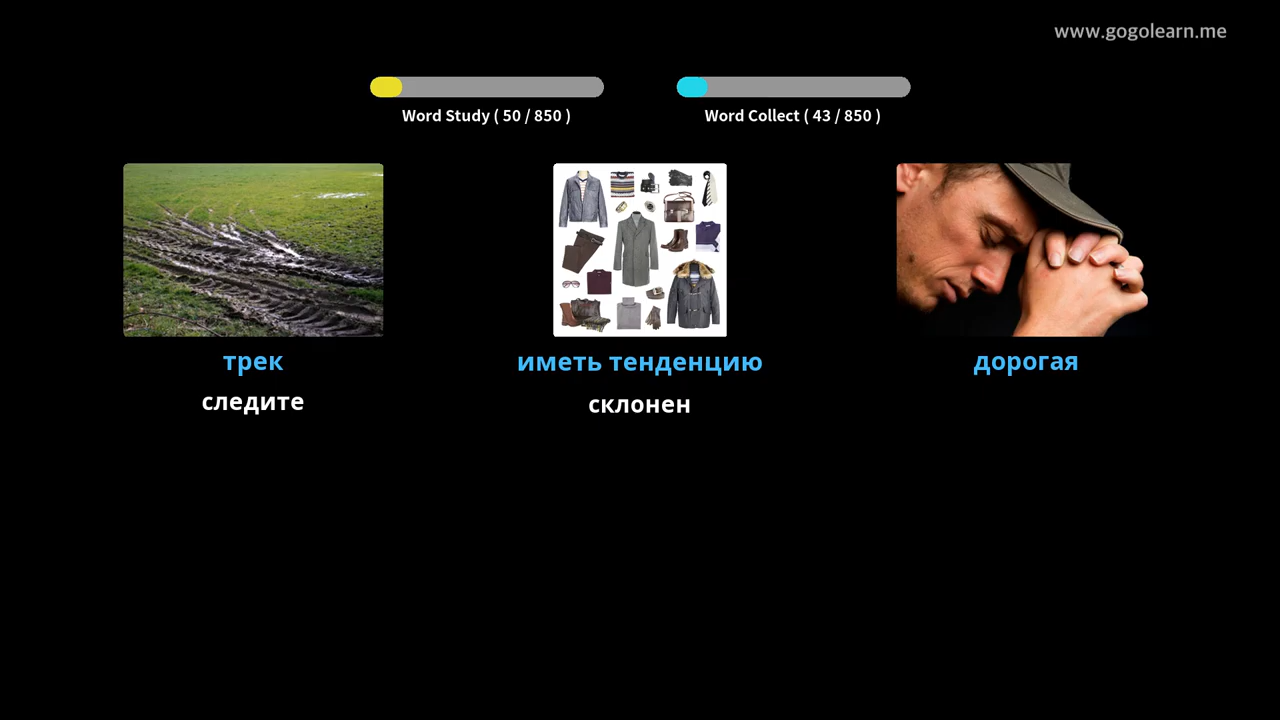 www.gogolearn.me
Word Study ( 50 / 850 )
Word Collect ( 43 / 850 )
трек
следите
иметь тенденцию
склонен
дорогая